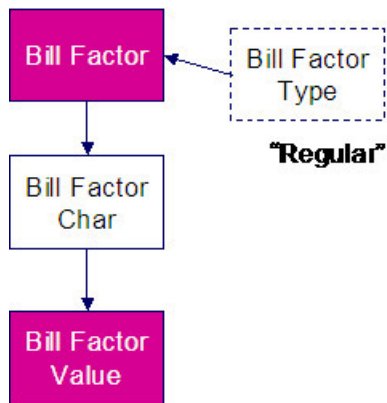 Bill Factor
Bill Factor
Type
"Regular"
Bill Factor
Char
Bill Factor
Value